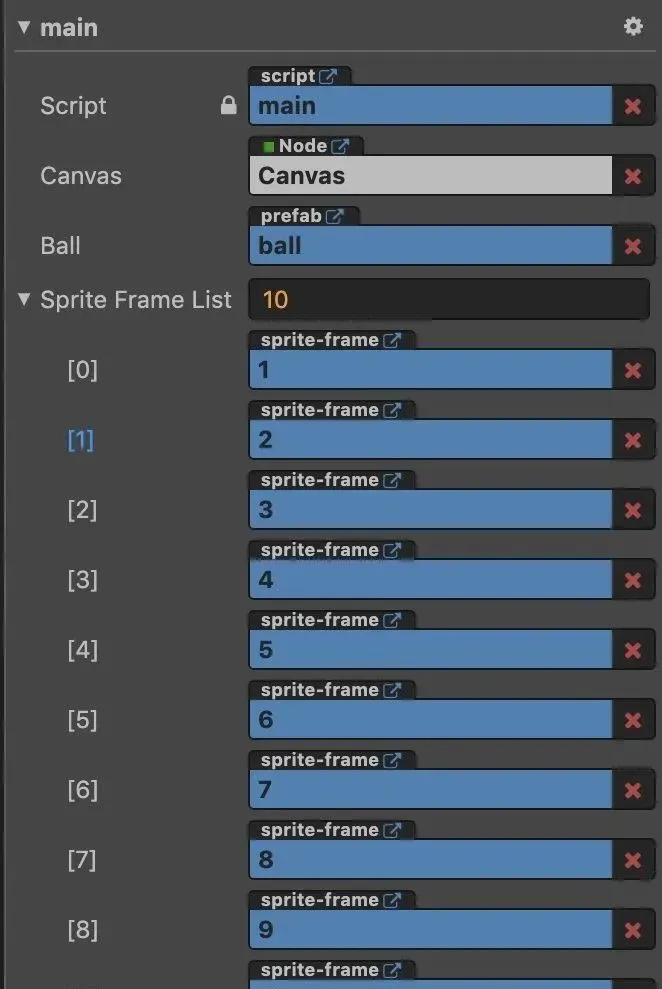 main
script
Script main
Node
Canvas Canvas
prefab
Ball ball
Sprite Frame List 10
sprite-frame
[0] 1
sprite-frame
[1] 2
sprite-frame
[2] 3
sprite-frame
[3] 4
sprite-frame
[4] 5
sprite-frame
[5] 6
sprite-frame
[6] 7
sprite-frame
[7] 8
sprite-frame
[8] 9
sprite-frame